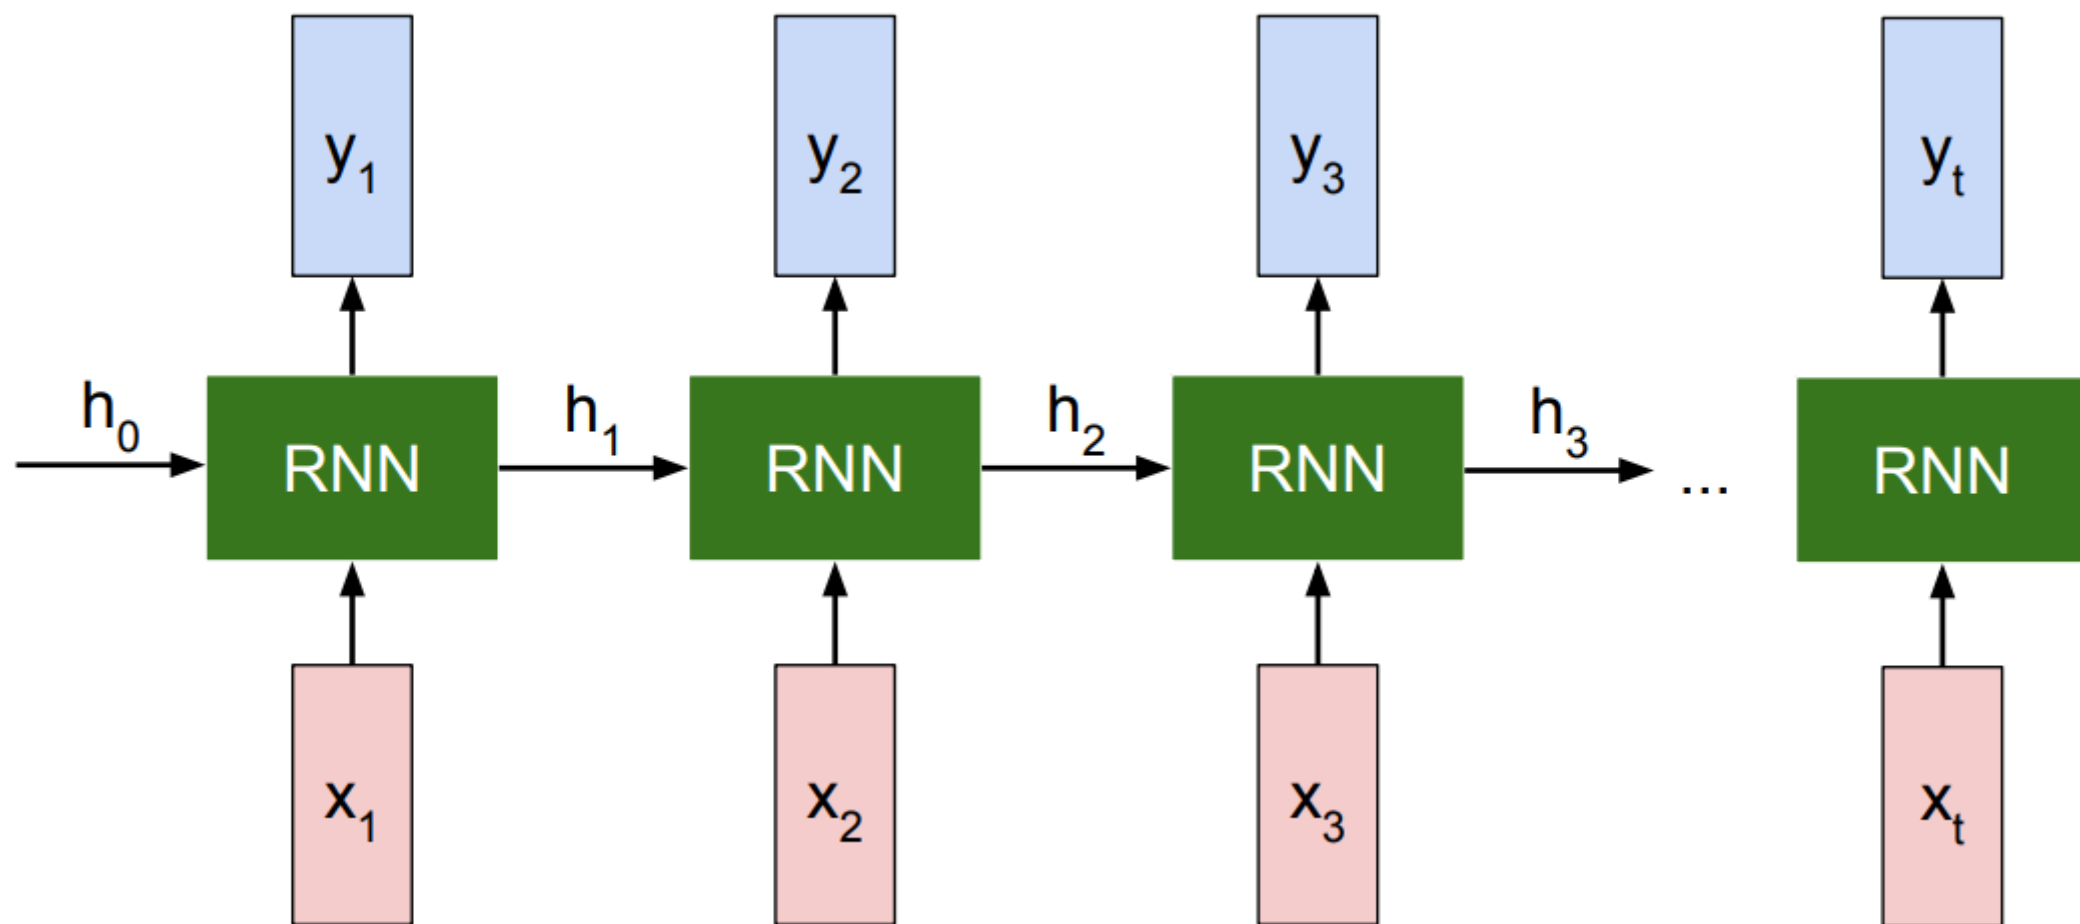 y₁ y₂ y₃ yₜ
h₀ h₁ h₂ h₃
RNN RNN RNN ... RNN
x₁ x₂ x₃ xₜ